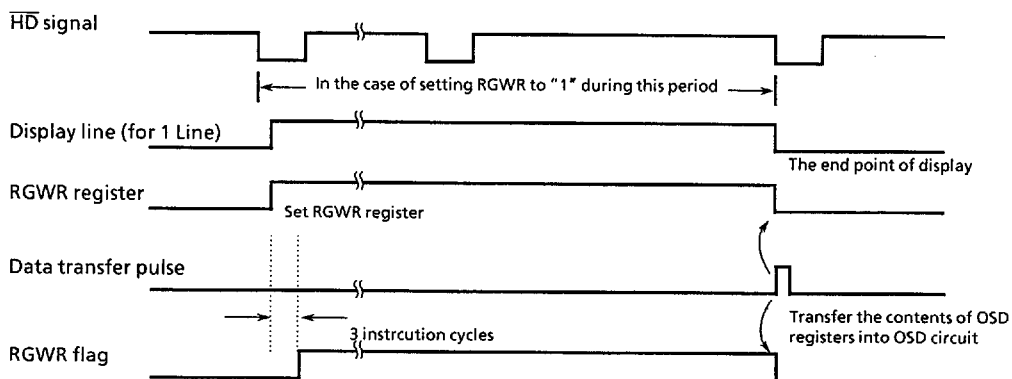 HD signal
In the case of setting RGWR to "1" during this period
Display line (for 1 Line)
The end point of display
RGWR register
Set RGWR register
Data transfer pulse
Transfer the contents of OSD
registers into OSD circuit
3 instrcution cycles
RGWR flag